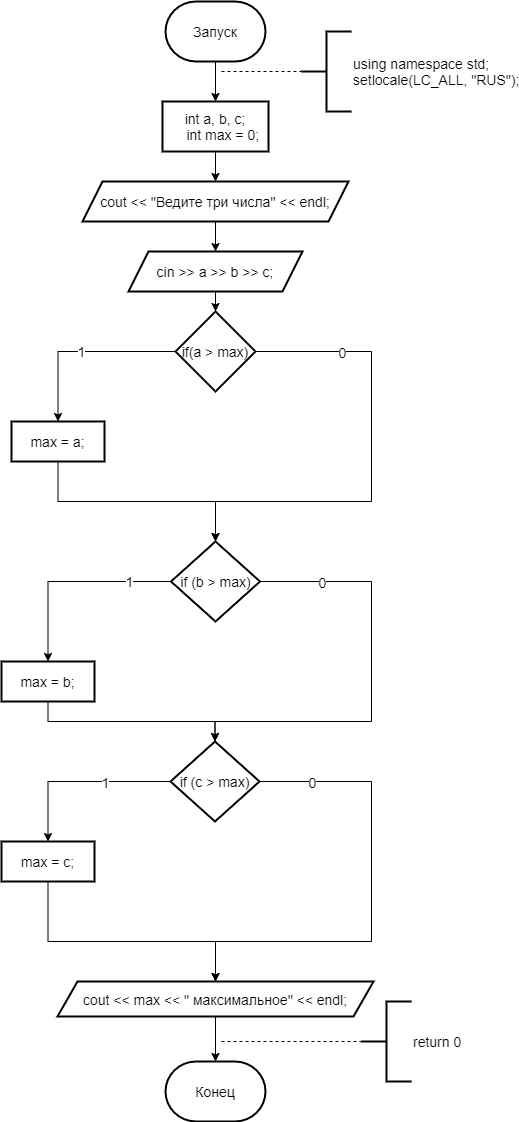 Запуск
using namespace std;
setlocale(LC_ALL, "RUS");
int a, b, c;
int max = 0;
cout << "Ведите три числа" << endl;
cin >> a >> b >> c;
if(a > max)
1
0
max = a;
if (b > max)
1
0
max = b;
if (c > max)
1
0
max = c;
cout << max << " максимальное" << endl;
return 0
Конец